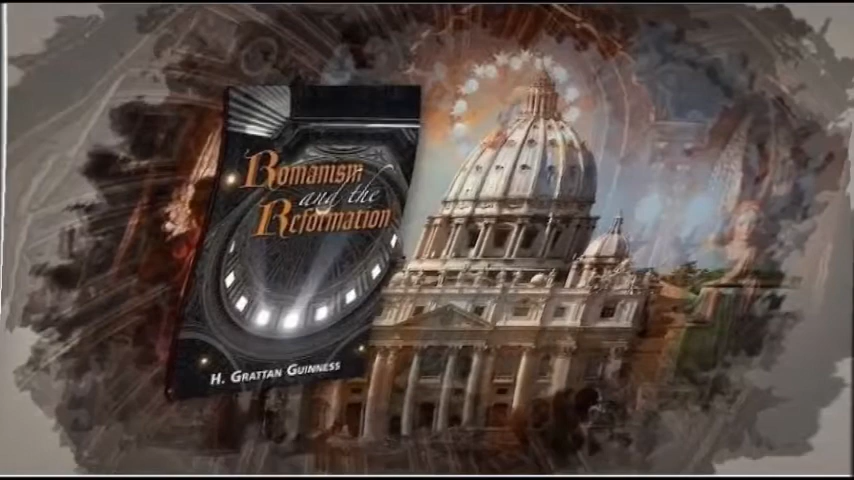 Romanism
and the
Reformation
H. GRATTAN GUINNESS